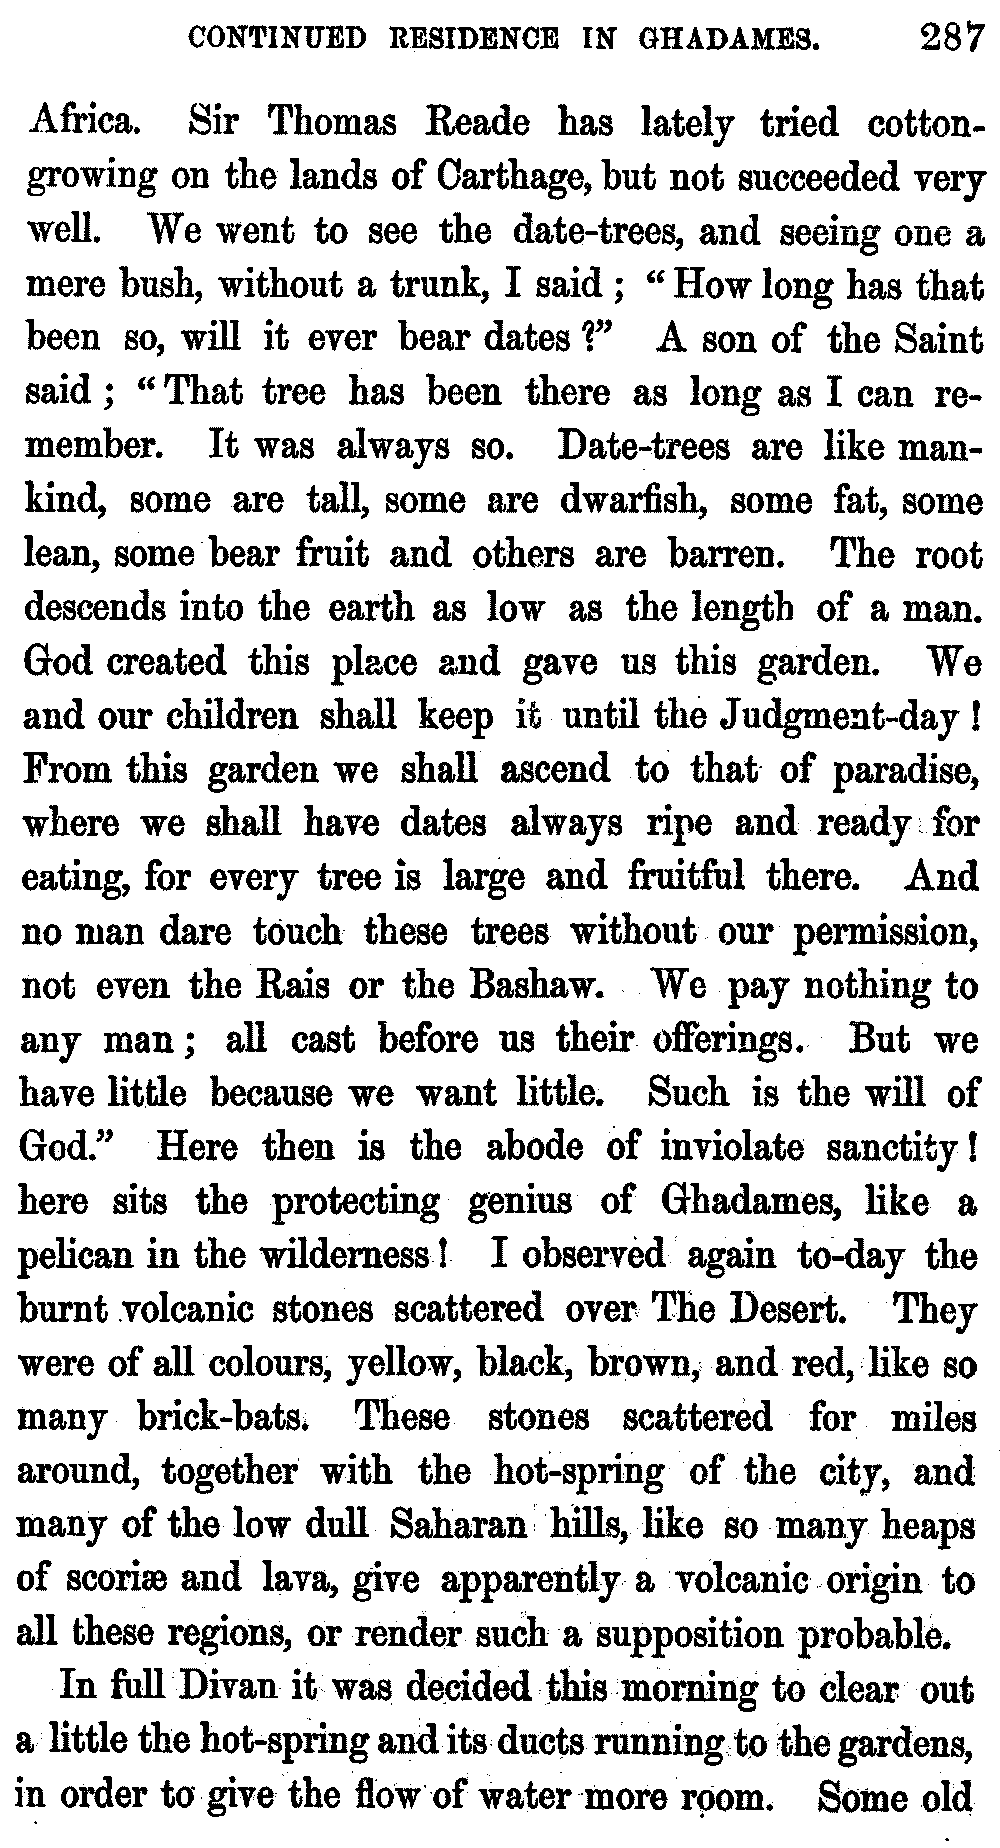 CONTINUED RESIDENCE IN GHADAMES. 287
Africa. Sir Thomas Reade has lately tried cotton-
growing on the lands of Carthage, but not succeeded very
well. We went to see the date-trees, and seeing one a
mere bush, without a trunk, I said ; “ How long has that
been so, will it ever bear dates ?” A son of the Saint
said ; “ That tree has been there as long as I can re-
member. It was always so. Date-trees are like man-
kind, some are tall, some are dwarfish, some fat, some
lean, some bear fruit and others are barren. The root
descends into the earth as low as the length of a man.
God created this place and gave us this garden. We
and our children shall keep it until the Judgment-day !
From this garden we shall ascend to that of paradise,
where we shall have dates always ripe and ready for
eating, for every tree is large and fruitful there. And
no man dare touch these trees without our permission,
not even the Rais or the Bashaw. We pay nothing to
any man ; all cast before us their offerings. But we
have little because we want little. Such is the will of
God.” Here then is the abode of inviolate sanctity !
here sits the protecting genius of Ghadames, like a
pelican in the wilderness ! I observed again to-day the
burnt volcanic stones scattered over The Desert. They
were of all colours, yellow, black, brown, and red, like so
many brick-bats. These stones scattered for miles
around, together with the hot-spring of the city, and
many of the low dull Saharan hills, like so many heaps
of scoriæ and lava, give apparently a volcanic origin to
all these regions, or render such a supposition probable.
In full Divan it was decided this morning to clear out
a little the hot-spring and its ducts running to the gardens,
in order to give the flow of water more room. Some old